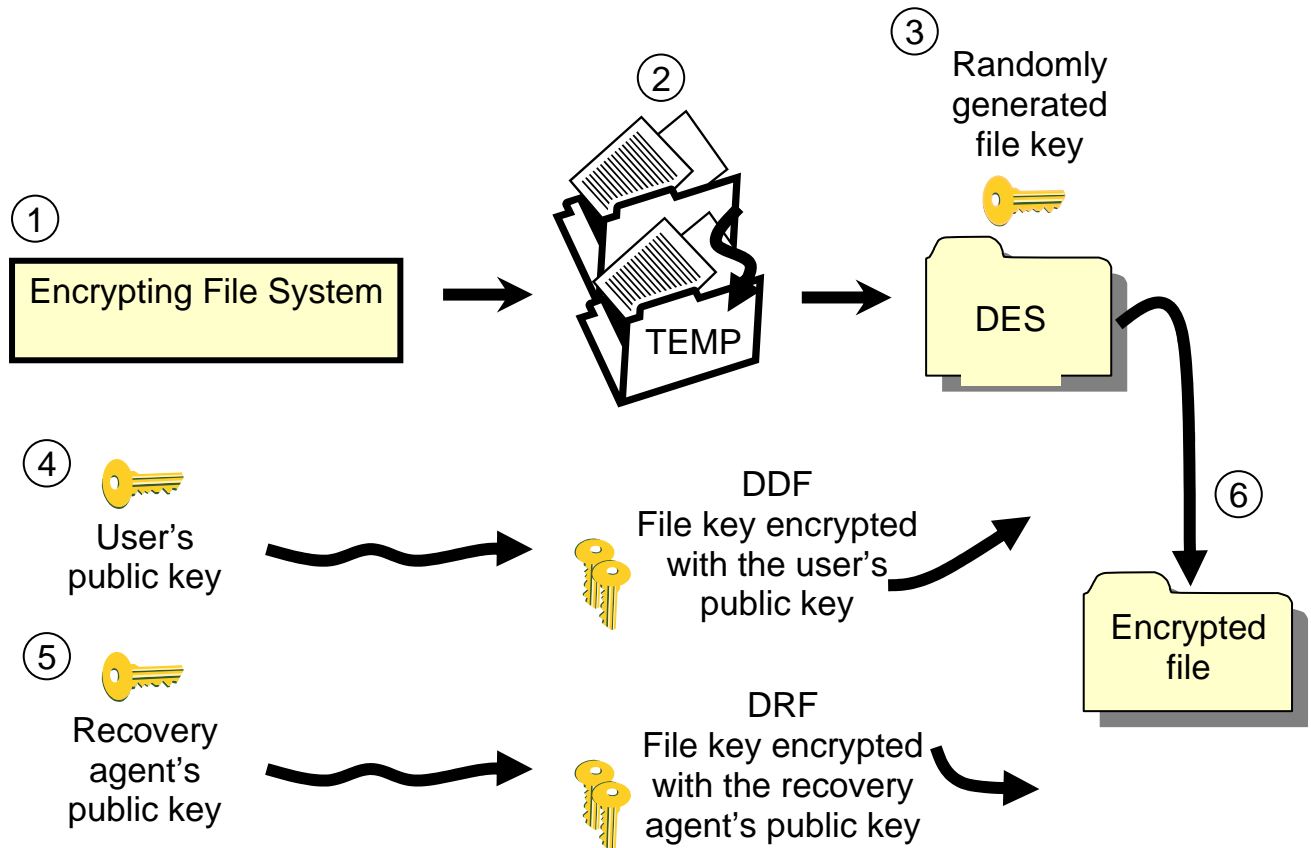 3
Randomly
generated
file key
2
1
Encrypting File System
TEMP
DES
4
User's
public key
DDF
File key encrypted
with the user's
public key
6
Encrypted
file
5
Recovery
agent's
public key
DRF
File key encrypted
with the recovery
agent's public key